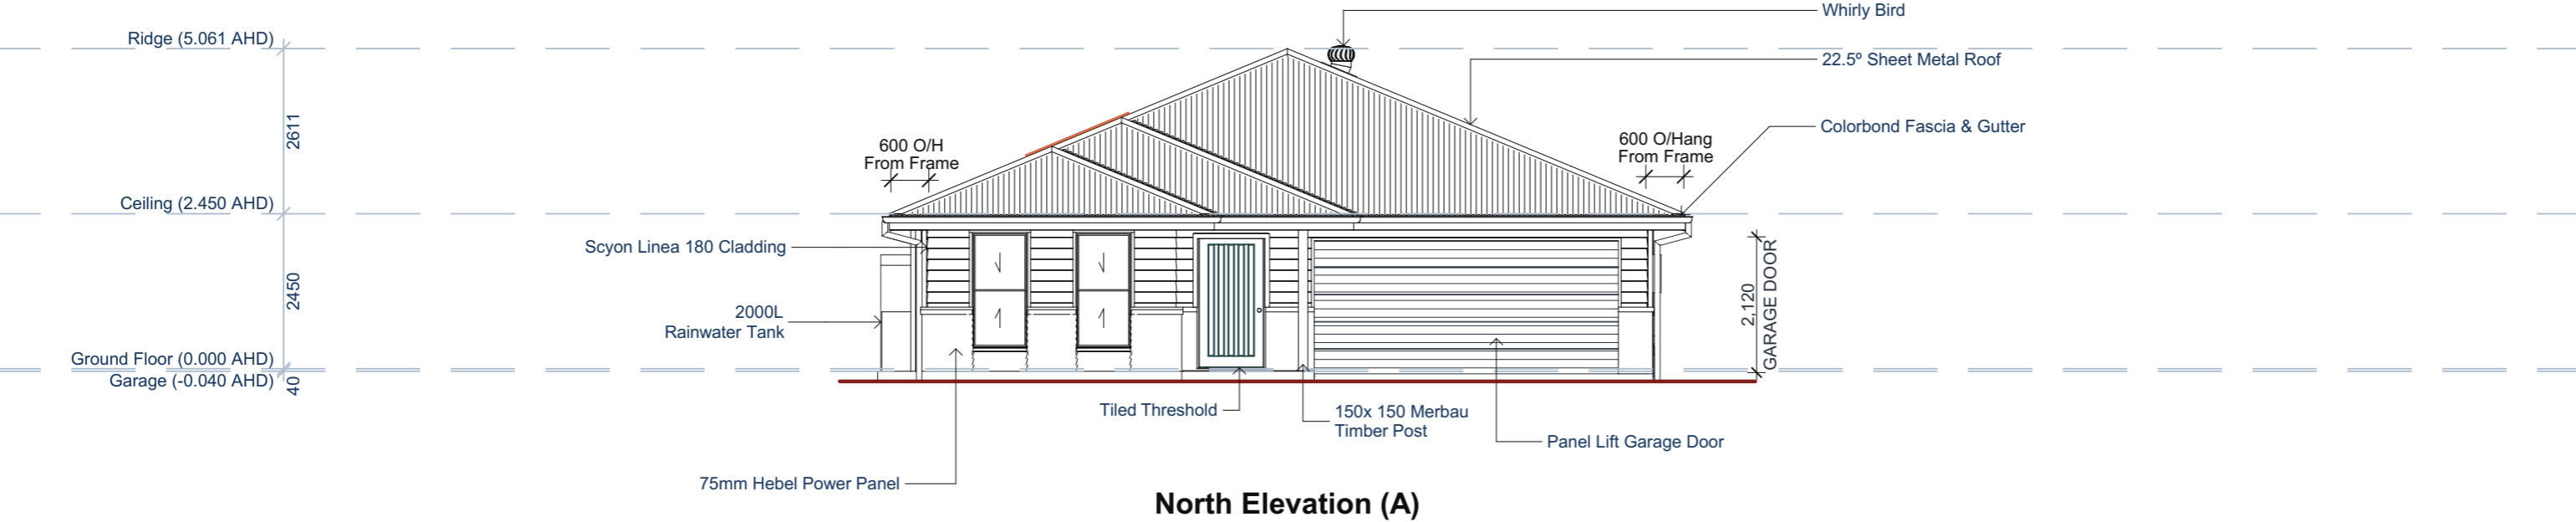 Whirly Bird
Ridge (5.061 AHD)
22.5º Sheet Metal Roof
2611
Colorbond Fascia & Gutter
600 O/H
From Frame
600 O/Hang
From Frame
Ceiling (2.450 AHD)
Scyon Linea 180 Cladding
2450
2,120
GARAGE DOOR
2000L
Rainwater Tank
Ground Floor (0.000 AHD)
Garage (-0.040 AHD)
40
Tiled Threshold
150x 150 Merbau
Timber Post
Panel Lift Garage Door
75mm Hebel Power Panel
North Elevation (A)